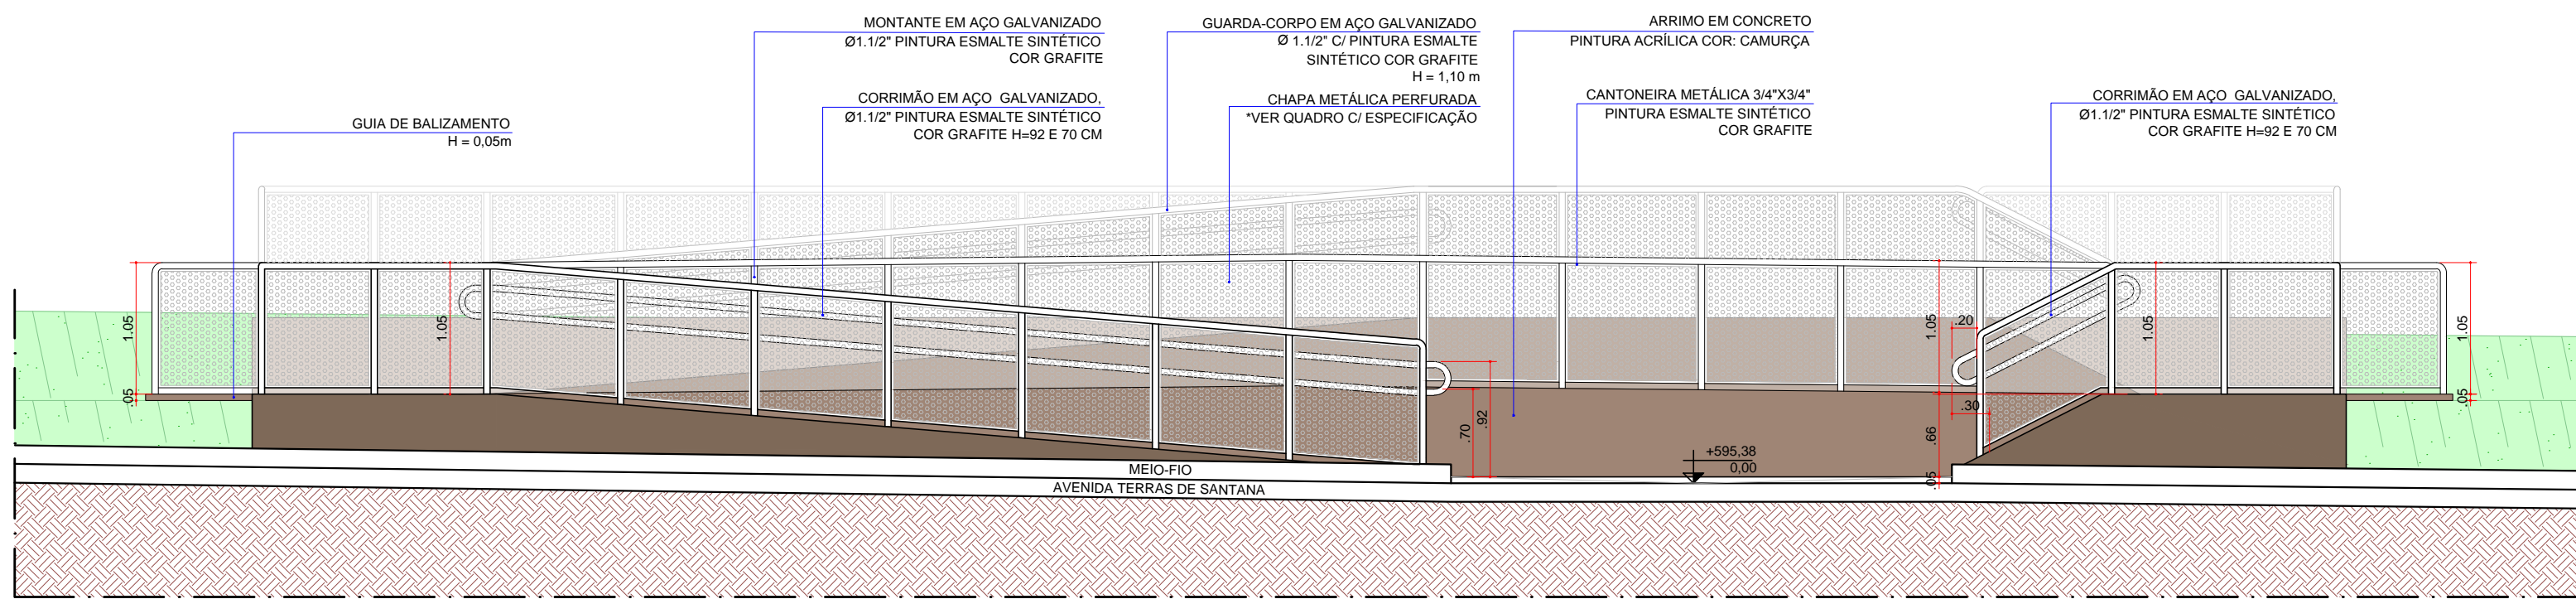 MONTANTE EM AÇO GALVANIZADO
Ø1.1/2" PINTURA ESMALTE SINTÉTICO
COR GRAFITE
GUARDA-CORPO EM AÇO GALVANIZADO
Ø 1.1/2" C/ PINTURA ESMALTE
SINTÉTICO COR GRAFITE
H = 1,10 m
ARRIMO EM CONCRETO
PINTURA ACRÍLICA COR: CAMURÇA
GUIA DE BALIZAMENTO
H = 0,05m
CORRIMÃO EM AÇO GALVANIZADO,
Ø1.1/2" PINTURA ESMALTE SINTÉTICO
COR GRAFITE H=92 E 70 CM
CHAPA METÁLICA PERFURADA
*VER QUADRO C/ ESPECIFICAÇÃO
CANTONEIRA METÁLICA 3/4"X3/4"
PINTURA ESMALTE SINTÉTICO
COR GRAFITE
CORRIMÃO EM AÇO GALVANIZADO,
Ø1.1/2" PINTURA ESMALTE SINTÉTICO
COR GRAFITE H=92 E 70 CM
1.05
.05
1.05
.70
.92
1.05
.66
.05
.20
.30
1.05
1.05
.05
+595,38
0,00
MEIO-FIO
AVENIDA TERRAS DE SANTANA